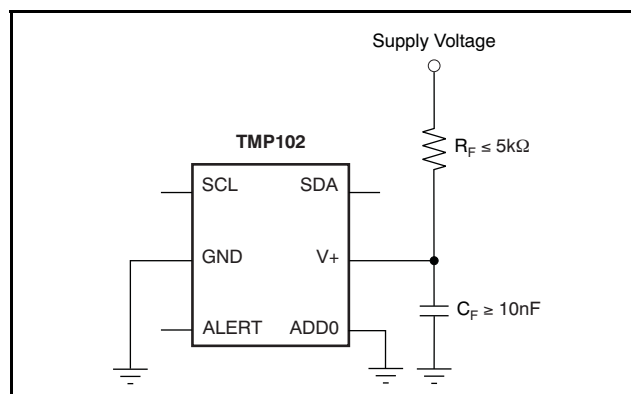 Supply Voltage
TMP102
R_F ≤ 5kΩ
SCL SDA
GND V+
C_F ≥ 10nF
ALERT ADD0